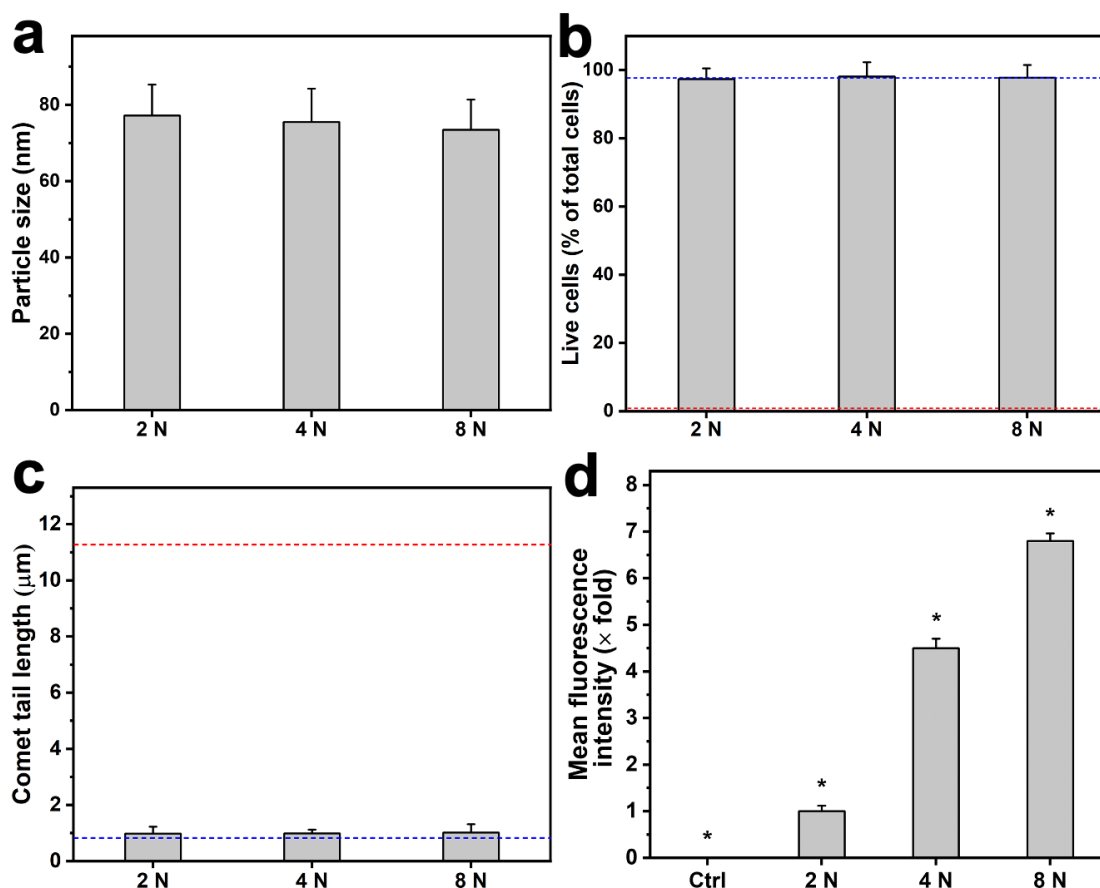 a
Particle size (nm)
80
60
40
20
0
2 N 4 N 8 N
b
Live cells (% of total cells)
100
80
60
40
20
0
2 N 4 N 8 N
c
Comet tail length (μm)
12
10
8
6
4
2
0
2 N 4 N 8 N
d
Mean fluorescence
intensity (× fold)
8
7
6
5
4
3
2
1
0
* * * *
Ctrl 2 N 4 N 8 N